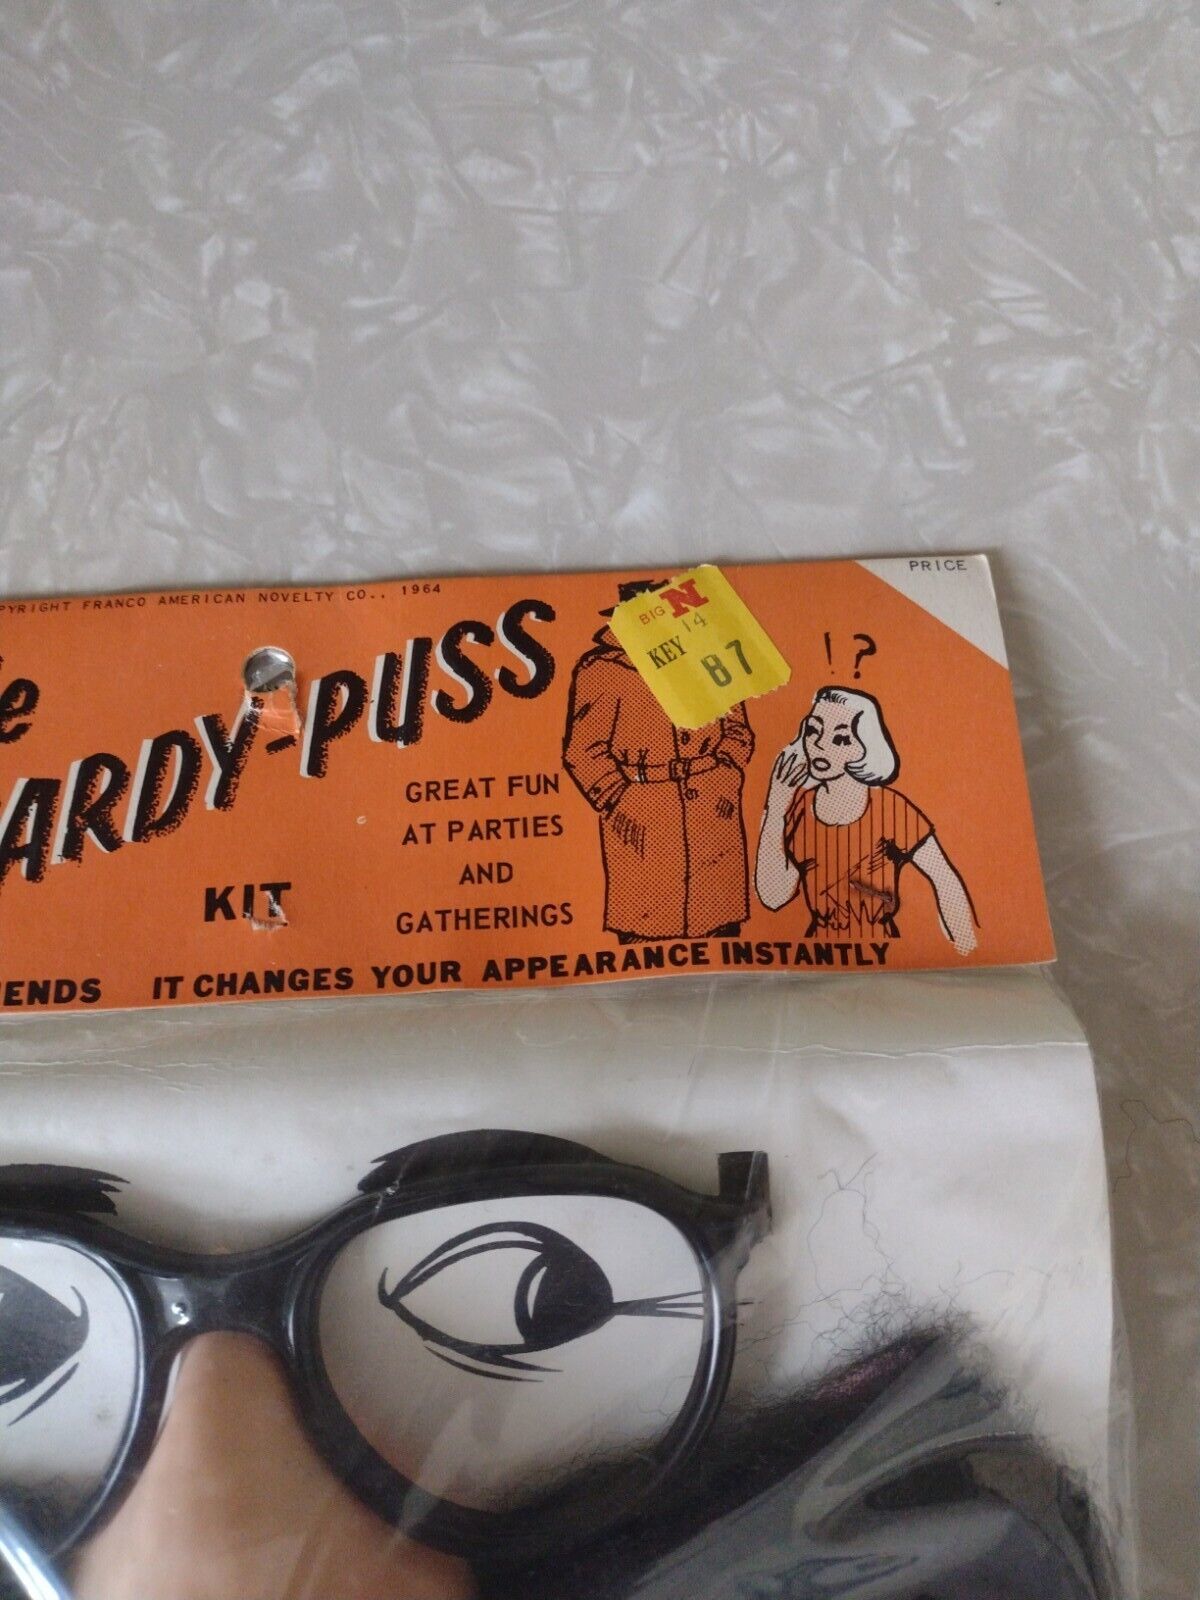 PYRIGHT FRANCO AMERICAN NOVELTY CO., 1964
PRICE
BIG N
14
KEY
87
!?
ARDY-PUSS
KIT
GREAT FUN
AT PARTIES
AND
GATHERINGS
ENDS IT CHANGES YOUR APPEARANCE INSTANTLY